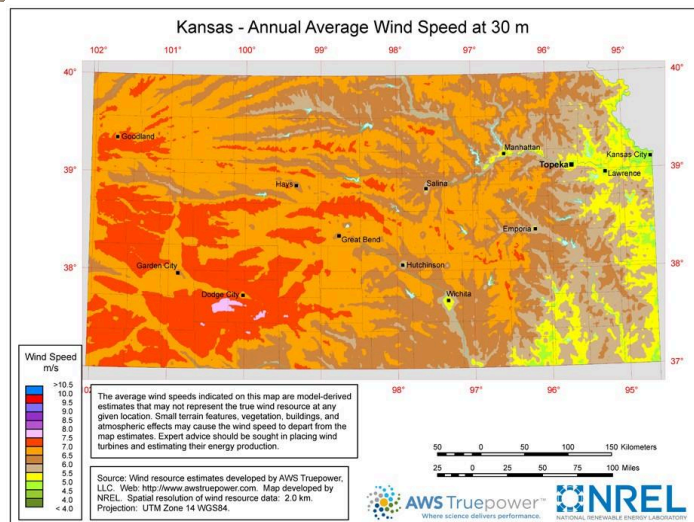 Kansas - Annual Average Wind Speed at 30 m
102° 101° 100° 99° 98° 97° 96° 95°
40° 40°
Goodland
Manhattan
Kansas City
39° Topeka 39°
Lawrence
Hays
Salina
Emporia
Great Bend
38° Garden City Hutchinson 38°
Dodge City
Wichita
37°
102° 101° 100° 99° 98° 97° 96° 95°
Wind Speed
m/s
>10.5
10.0
9.5
9.0
8.5
8.0
7.5
7.0
6.5
6.0
5.5
5.0
4.5
4.0
< 4.0
The average wind speeds indicated on this map are model-derived
estimates that may not represent the true wind resource at any
given location. Small terrain features, vegetation, buildings, and
atmospheric effects may cause the wind speed to depart from the
map estimates. Expert advice should be sought in placing wind
turbines and estimating their energy production.
Source: Wind resource estimates developed by AWS Truepower,
LLC. Web: http://www.awstruepower.com. Map developed by
NREL. Spatial resolution of wind resource data: 2.0 km.
Projection: UTM Zone 14 WGS84.
50 0 50 100 150 Kilometers
25 0 25 50 75 100 Miles
AWS Truepower™
Where science delivers performance.
NREL
NATIONAL RENEWABLE ENERGY LABORATORY